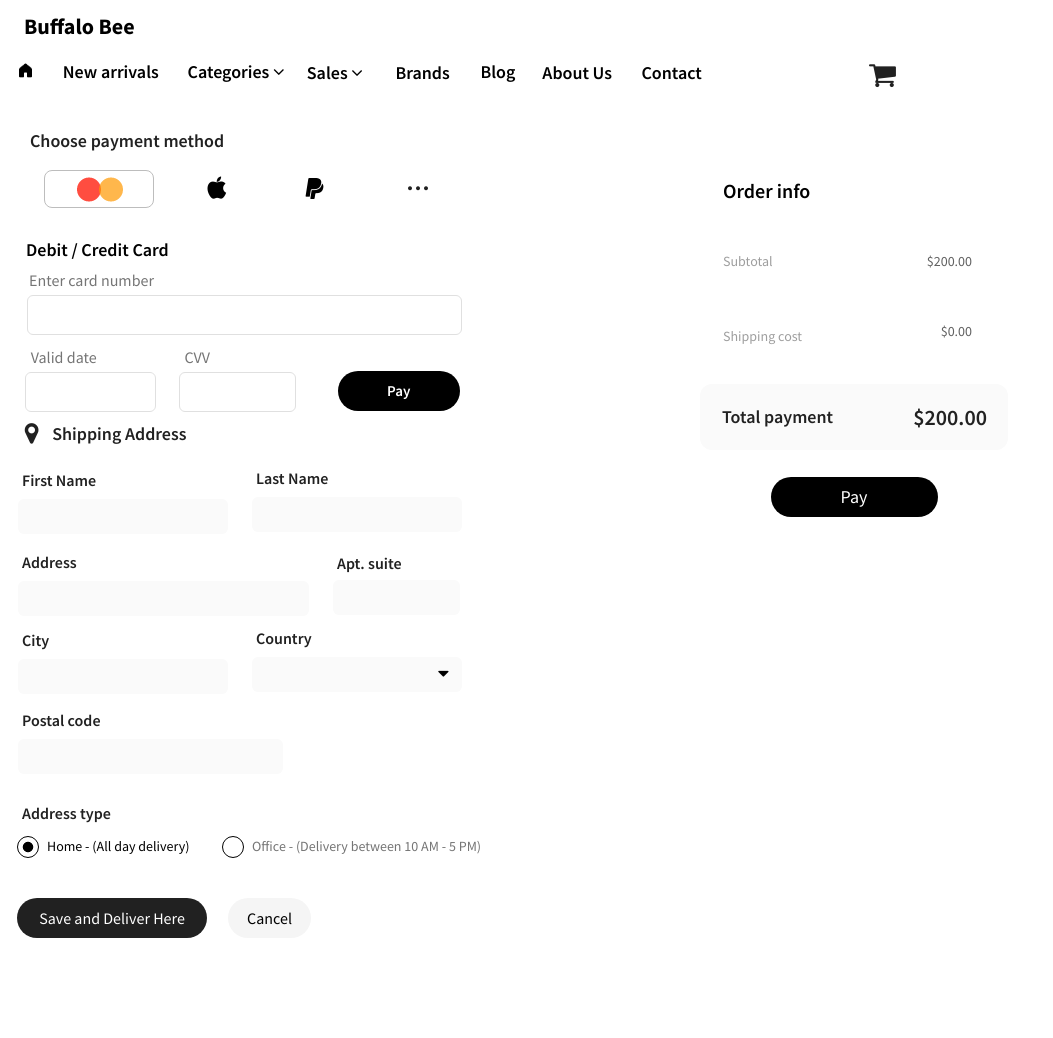 Buffalo Bee
New arrivals Categories Sales Brands Blog About Us Contact
Choose payment method
Debit / Credit Card
Enter card number
Valid date CVV
Pay
Shipping Address
First Name Last Name
Address Apt. suite
City Country
Postal code
Address type
Home - (All day delivery) Office - (Delivery between 10 AM - 5 PM)
Save and Deliver Here Cancel
Order info
Subtotal $200.00
Shipping cost $0.00
Total payment $200.00
Pay